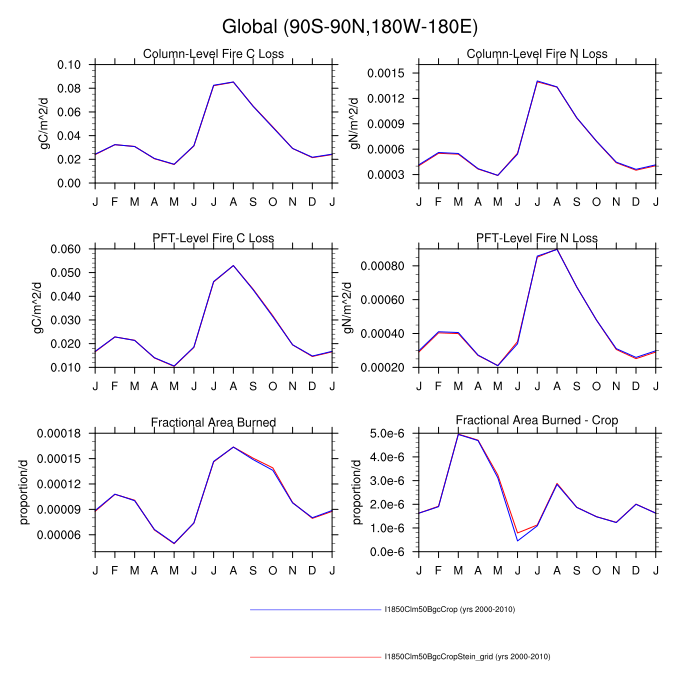 Global (90S-90N,180W-180E)
Column-Level Fire C Loss
gC/m^2/d
0.10
0.08
0.06
0.04
0.02
0.00
J F M A M J J A S O N D J
Column-Level Fire N Loss
gN/m^2/d
0.0015
0.0012
0.0009
0.0006
0.0003
J F M A M J J A S O N D J
PFT-Level Fire C Loss
gC/m^2/d
0.060
0.050
0.040
0.030
0.020
0.010
J F M A M J J A S O N D J
PFT-Level Fire N Loss
gN/m^2/d
0.00080
0.00060
0.00040
0.00020
J F M A M J J A S O N D J
Fractional Area Burned
proportion/d
0.00018
0.00015
0.00012
0.00009
0.00006
J F M A M J J A S O N D J
Fractional Area Burned - Crop
proportion/d
5.0e-6
4.0e-6
3.0e-6
2.0e-6
1.0e-6
0.0e-6
J F M A M J J A S O N D J
I1850Clm50BgcCrop (yrs 2000-2010)
I1850Clm50BgcCropStein_grid (yrs 2000-2010)